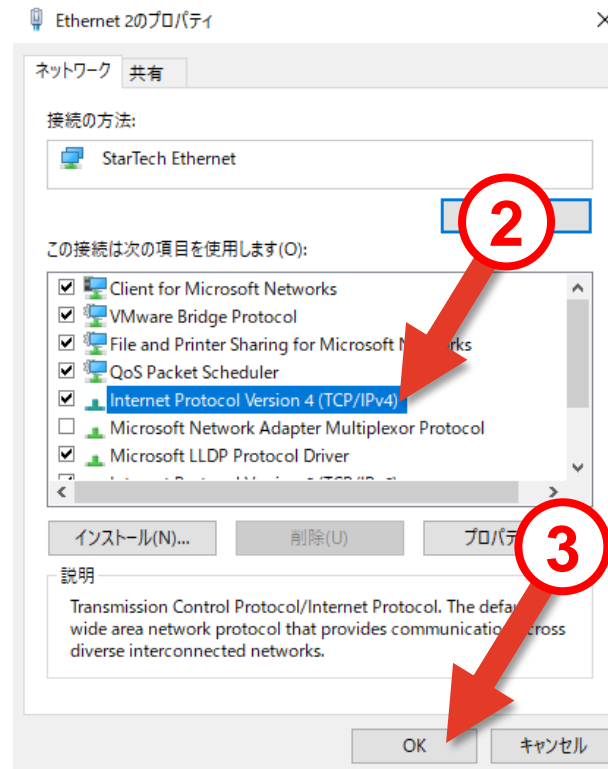 Ethernet 2のプロパティ
ネットワーク 共有
接続の方法:
StarTech Ethernet
2
この接続は次の項目を使用します(O):
Client for Microsoft Networks
VMware Bridge Protocol
File and Printer Sharing for Microsoft
QoS Packet Scheduler
Internet Protocol Version 4 (TCP/IPv4)
Microsoft Network Adapter Multiplexor Protocol
Microsoft LLDP Protocol Driver
インストール(N)... 削除(U)
3
説明
Transmission Control Protocol/Internet Protocol. The
wide area network protocol that provides
diverse interconnected networks.
OK キャンセル